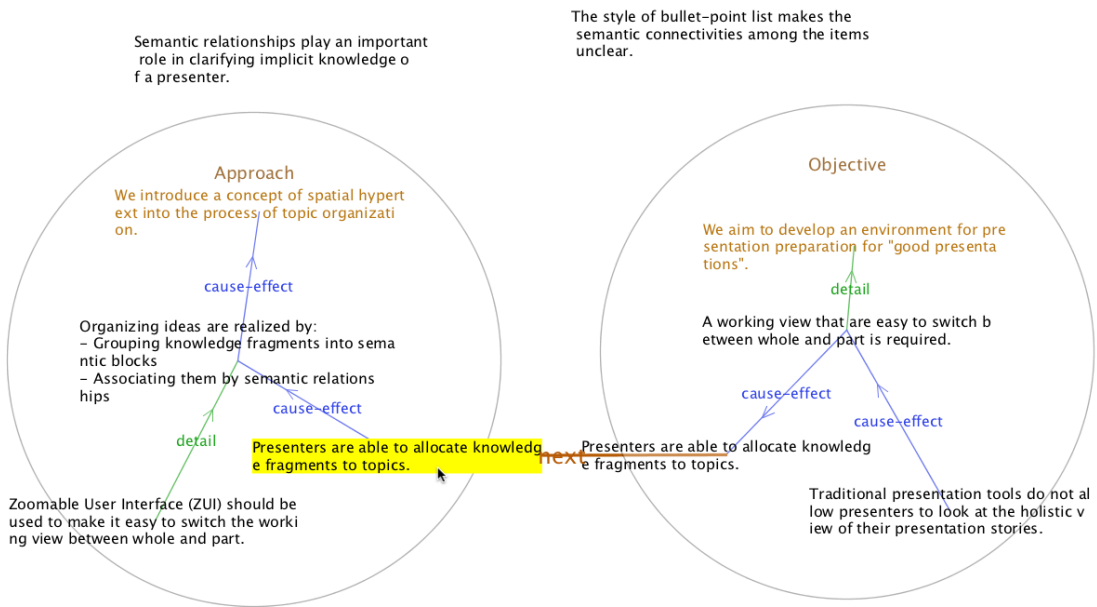 Semantic relationships play an important
role in clarifying implicit knowledge o
f a presenter.
The style of bullet-point list makes the
semantic connectivities among the items
unclear.
Approach
We introduce a concept of spatial hypert
ext into the process of topic organizati
on.
cause-effect
Organizing ideas are realized by:
- Grouping knowledge fragments into sema
ntic blocks
- Associating them by semantic relations
hips
cause-effect
detail
Presenters are able to allocate knowledg
e fragments to topics.
Zoomable User Interface (ZUI) should be
used to make it easy to switch the worki
ng view between whole and part.
next
Objective
We aim to develop an environment for pre
sentation preparation for "good presenta
tions".
detail
A working view that are easy to switch b
etween whole and part is required.
cause-effect
cause-effect
Presenters are able to allocate knowledg
e fragments to topics.
Traditional presentation tools do not al
low presenters to look at the holistic v
iew of their presentation stories.